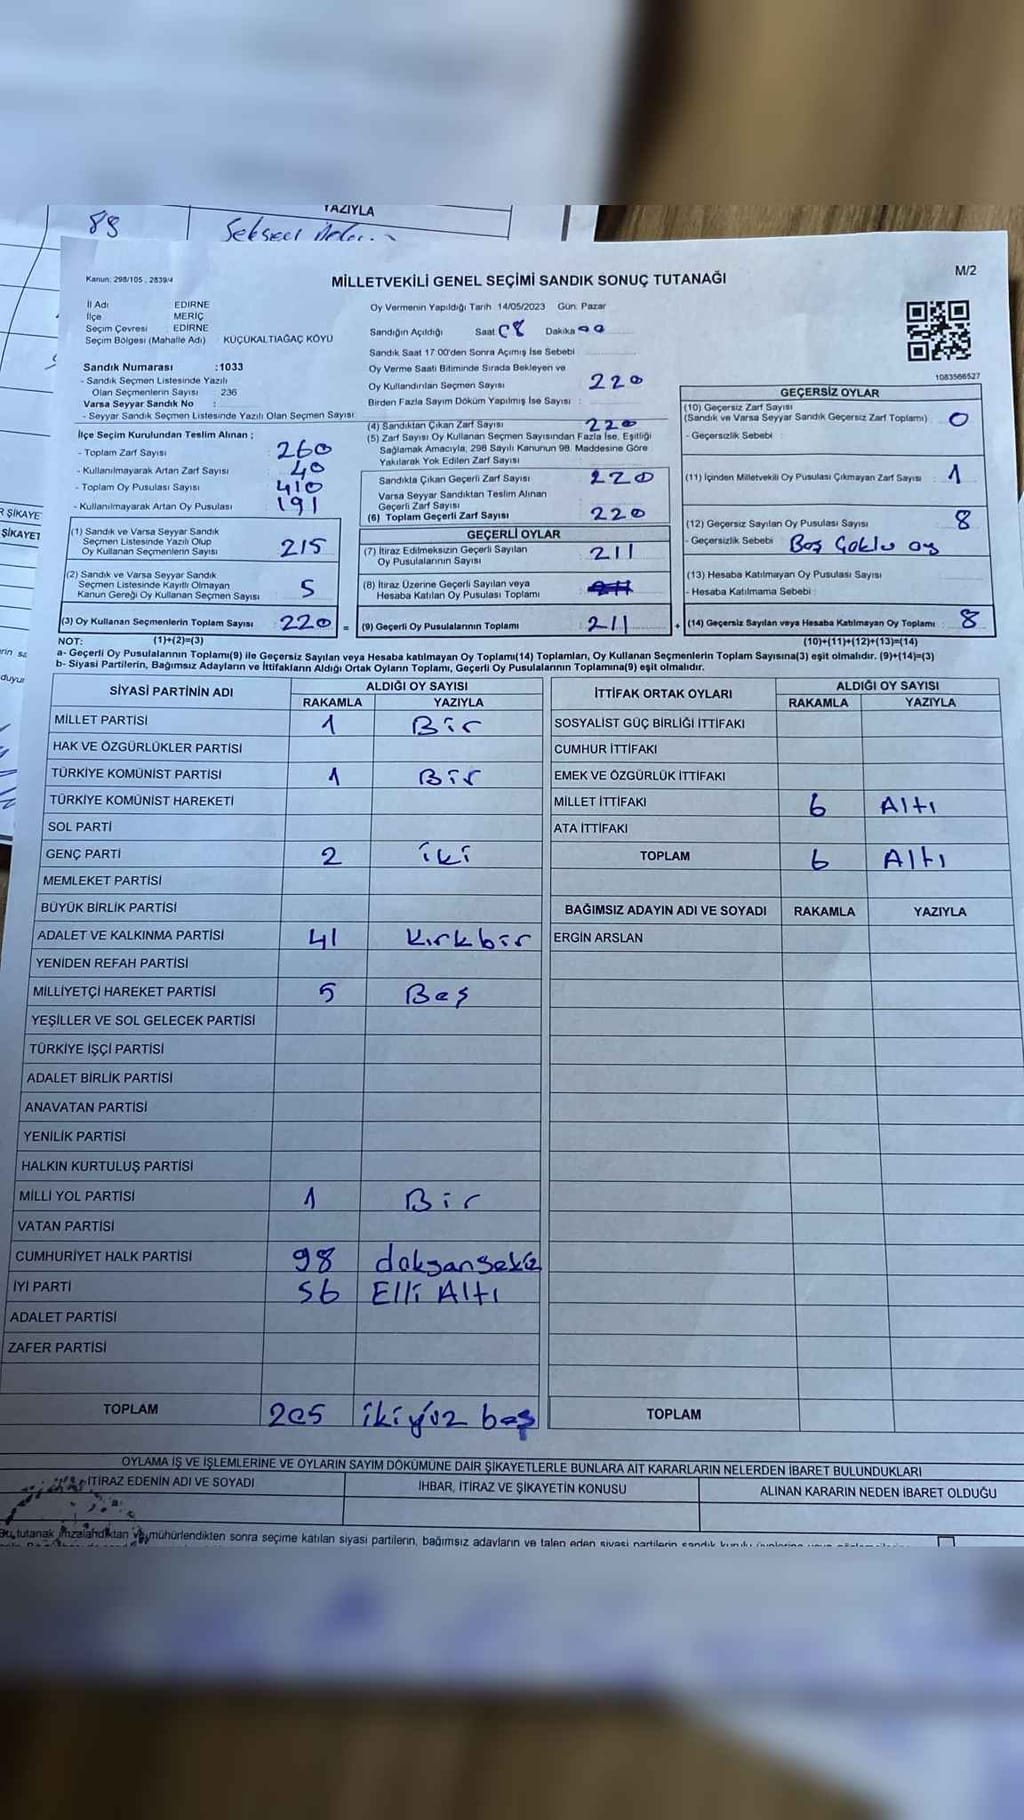 YAZIYLA
88
Kanun: 298/105 , 2839/4
MİLLETVEKİLİ GENEL SEÇİMİ SANDIK SONUÇ TUTANAĞI
M/2
İl Adı EDİRNE
İlçe MERİÇ
Seçim Çevresi EDİRNE
Seçim Bölgesi (Mahalle Adı) KÜÇÜKALTIAĞAÇ KÖYÜ
Sandık Numarası :1033
- Sandık Seçmen Listesinde Yazılı
Olan Seçmenlerin Sayısı : 236
Varsa Seyyar Sandık No :
- Seyyar Sandık Seçmen Listesinde Yazılı Olan Seçmen Sayısı:
Oy Vermenin Yapıldığı Tarih 14/05/2023 Gün: Pazar
Sandığın Açıldığı Saat 08 Dakika 00
Sandık Saat 17:00'den Sonra Açımış İse Sebebi
Oy Verme Saati Bitiminde Sırada Bekleyen ve
Oy Kullandırılan Seçmen Sayısı 220
Birden Fazla Sayım Döküm Yapılmış İse Sayısı :
1083566527
İlçe Seçim Kurulundan Teslim Alınan ;
- Toplam Zarf Sayısı 260
- Kullanılmayarak Artan Zarf Sayısı 40
- Toplam Oy Pusulası Sayısı 410
- Kullanılmayarak Artan Oy Pusulası 191
(4) Sandıktan Çıkan Zarf Sayısı 220
(5) Zarf Sayısı Oy Kullanan Seçmen Sayısından Fazla İse, Eşitliği
Sağlamak Amacıyla, 298 Sayılı Kanunun 98. Maddesine Göre
Yakılarak Yok Edilen Zarf Sayısı
Sandıkla Çıkan Geçerli Zarf Sayısı 220
Varsa Seyyar Sandıktan Teslim Alınan
Geçerli Zarf Sayısı
(6) Toplam Geçerli Zarf Sayısı 220
GEÇERSİZ OYLAR
(10) Geçersiz Zarf Sayısı
(Sandık ve Varsa Seyyar Sandık Geçersiz Zarf Toplamı) 0
- Geçersizlik Sebebi :
(11) İçinden Milletvekili Oy Pusulası Çıkmayan Zarf Sayısı : 1
(12) Geçersiz Sayılan Oy Pusulası Sayısı 8
- Geçersizlik Sebebi : Boş Çoklu oy
(13) Hesaba Katılmayan Oy Pusulası Sayısı
- Hesaba Katılmama Sebebi :
(14) Geçersiz Sayılan veya Hesaba Katılmayan Oy Toplamı : 8
(10)+(11)+(12)+(13)=(14)
(1) Sandık ve Varsa Seyyar Sandık
Seçmen Listesinde Yazılı Olup
Oy Kullanan Seçmenlerin Sayısı 215
(2) Sandık ve Varsa Seyyar Sandık
Seçmen Listesinde Kayıtlı Olmayan
Kanun Gereği Oy Kullanan Seçmen Sayısı 5
(3) Oy Kullanan Seçmenlerin Toplam Sayısı 220 =
GEÇERLİ OYLAR
(7) İtiraz Edilmeksizin Geçerli Sayılan
Oy Pusulalarının Sayısı 211
(8) İtiraz Üzerine Geçerli Sayılan veya
Hesaba Katılan Oy Pusulası Toplamı
(9) Geçerli Oy Pusulalarının Toplamı 211 +
NOT: (1)+(2)=(3)
a- Geçerli Oy Pusulalarının Toplamı(9) ile Geçersiz Sayılan veya Hesaba katılmayan Oy Toplamı(14) Toplamları, Oy Kullanan Seçmenlerin Toplam Sayısına(3) eşit olmalıdır. (9)+(14)=(3)
b- Siyasi Partilerin, Bağımsız Adayların ve İttifakların Aldığı Ortak Oyların Toplamı, Geçerli Oy Pusulalarının Toplamına(9) eşit olmalıdır.
SİYASİ PARTİNİN ADI ALDIĞI OY SAYISI
RAKAMLA YAZIYLA
MİLLET PARTİSİ 1 Bir
HAK VE ÖZGÜRLÜKLER PARTİSİ
TÜRKİYE KOMÜNİST PARTİSİ 1 Bir
TÜRKİYE KOMÜNİST HAREKETİ
SOL PARTİ
GENÇ PARTİ 2 iki
MEMLEKET PARTİSİ
BÜYÜK BİRLİK PARTİSİ
ADALET VE KALKINMA PARTİSİ 41 Kırkbir
YENİDEN REFAH PARTİSİ
MİLLİYETÇİ HAREKET PARTİSİ 5 Beş
YEŞİLLER VE SOL GELECEK PARTİSİ
TÜRKİYE İŞÇİ PARTİSİ
ADALET BİRLİK PARTİSİ
ANAVATAN PARTİSİ
YENİLİK PARTİSİ
HALKIN KURTULUŞ PARTİSİ
MİLLİ YOL PARTİSİ 1 Bir
VATAN PARTİSİ
CUMHURİYET HALK PARTİSİ 98 doksansekiz
İYİ PARTİ 56 Elli Altı
ADALET PARTİSİ
ZAFER PARTİSİ
TOPLAM 205 ikiyüz beş
İTTİFAK ORTAK OYLARI ALDIĞI OY SAYISI
RAKAMLA YAZIYLA
SOSYALİST GÜÇ BİRLİĞİ İTTİFAKI
CUMHUR İTTİFAKI
EMEK VE ÖZGÜRLÜK İTTİFAKI
MİLLET İTTİFAKI 6 Altı
ATA İTTİFAKI
TOPLAM 6 Altı
BAĞIMSIZ ADAYIN ADI VE SOYADI RAKAMLA YAZIYLA
ERGİN ARSLAN
TOPLAM
OYLAMA İŞ VE İŞLEMLERİNE VE OYLARIN SAYIM DÖKÜMÜNE DAİR ŞİKAYETLERLE BUNLARA AİT KARARLARIN NELERDEN İBARET BULUNDUKLARI
İTİRAZ EDENİN ADI VE SOYADI İHBAR, İTİRAZ VE ŞİKAYETİN KONUSU ALINAN KARARIN NEDEN İBARET OLDUĞU
Bu tutanak imzalandıktan ve mühürlendikten sonra seçime katılan siyasi partilerin, bağımsız adayların ve talep eden siyasi partilerin sandık kurulu